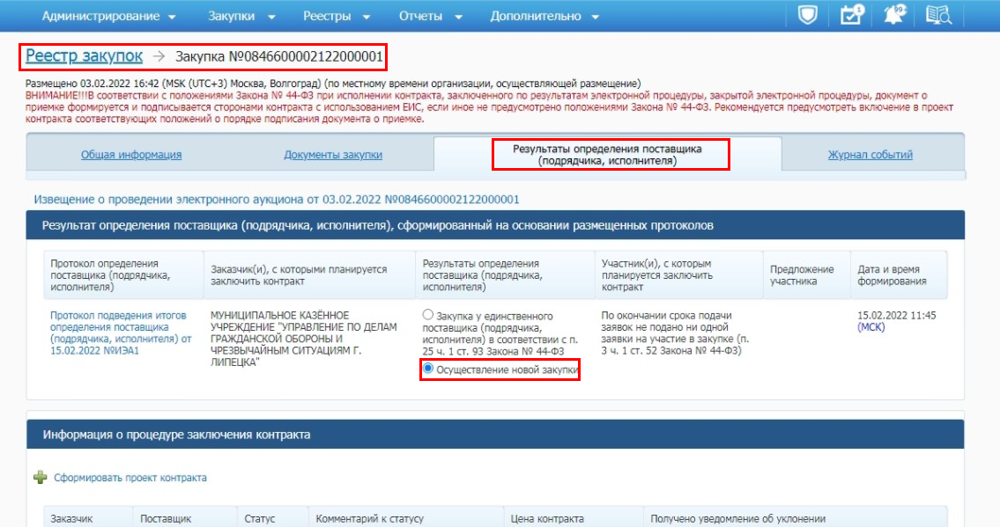 Администрирование Закупки Реестры Отчеты Дополнительно 1 99+
Реестр закупок → Закупка №0846600002122000001
Размещено 03.02.2022 16:42 (MSK (UTC+3) Москва, Волгоград) (по местному времени организации, осуществляющей размещение)
ВНИМАНИЕ!!!В соответствии с положениями Закона № 44-ФЗ при исполнении контракта, заключенного по результатам электронной процедуры, закрытой электронной процедуры, документ о
приемке формируется и подписывается сторонами контракта с использованием ЕИС, если иное не предусмотрено положениями Закона № 44-ФЗ. Рекомендуется предусмотреть включение в проект
контракта соответствующих положений о порядке подписания документа о приемке.
Общая информация
Документы закупки
Результаты определения поставщика
(подрядчика, исполнителя)
Журнал событий
Извещение о проведении электронного аукциона от 03.02.2022 №0846600002122000001
Результат определения поставщика (подрядчика, исполнителя), сформированный на основании размещенных протоколов
Протокол определения
поставщика (подрядчика,
исполнителя)
Заказчик(и), с которыми планируется
заключить контракт
Результаты определения
поставщика (подрядчика,
исполнителя)
Участник(и), с которым
планируется заключить
контракт
Предложение
участника
Дата и время
формирования
Протокол подведения итогов
определения поставщика
(подрядчика, исполнителя) от
15.02.2022 №ИЭА1
МУНИЦИПАЛЬНОЕ КАЗЁННОЕ
УЧРЕЖДЕНИЕ "УПРАВЛЕНИЕ ПО ДЕЛАМ
ГРАЖДАНСКОЙ ОБОРОНЫ И
ЧРЕЗВЫЧАЙНЫМ СИТУАЦИЯМ Г.
ЛИПЕЦКА"
Закупка у единственного
поставщика (подрядчика,
исполнителя) в соответствии с п.
25 ч. 1 ст. 93 Закона № 44-ФЗ
Осуществление новой закупки
По окончании срока подачи
заявок не подано ни одной
заявки на участие в закупке (п.
3 ч. 1 ст. 52 Закона № 44-ФЗ)
15.02.2022 11:45
(МСК)
Информация о процедуре заключения контракта
Сформировать проект контракта
Заказчик Поставщик Статус Комментарий к статусу Цена контракта Получено уведомление об уклонении